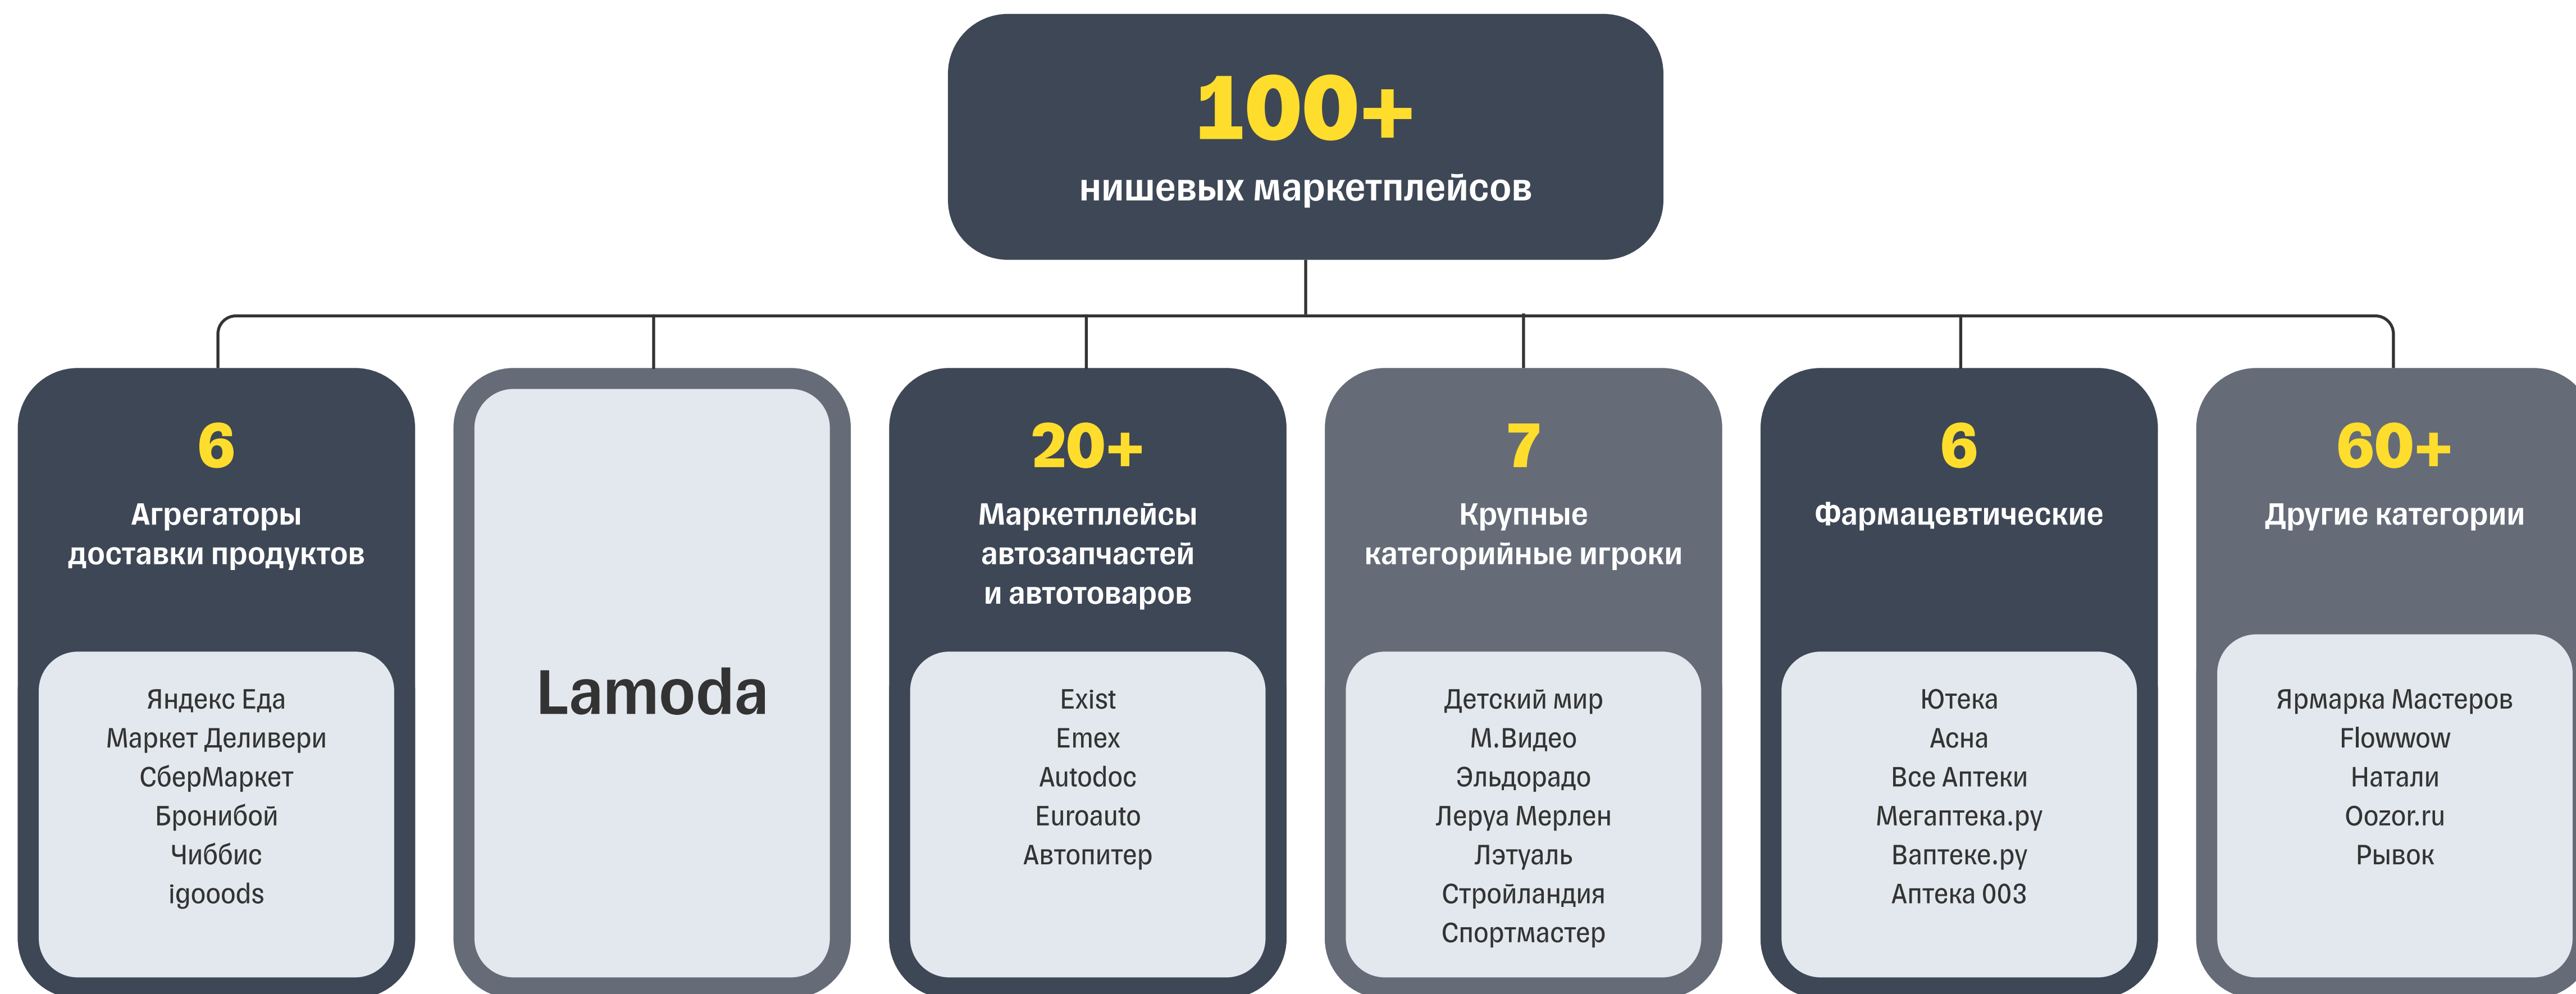 100+
нишевых маркетплейсов
6
Агрегаторы
доставки продуктов
Яндекс Еда
Маркет Деливери
СберМаркет
Бронибой
Чиббис
igooods
Lamoda
20+
Маркетплейсы
автозапчастей
и автотоваров
Exist
Emex
Autodoc
Euroauto
Автопитер
7
Крупные
категорийные игроки
Детский мир
М.Видео
Эльдорадо
Леруа Мерлен
Лэтуаль
Стройландия
Спортмастер
6
Фармацевтические
Ютека
Асна
Все Аптеки
Мегаптека.ру
Ваптеке.ру
Аптека 003
60+
Другие категории
Ярмарка Мастеров
Flowwow
Натали
Oozor.ru
Рывок